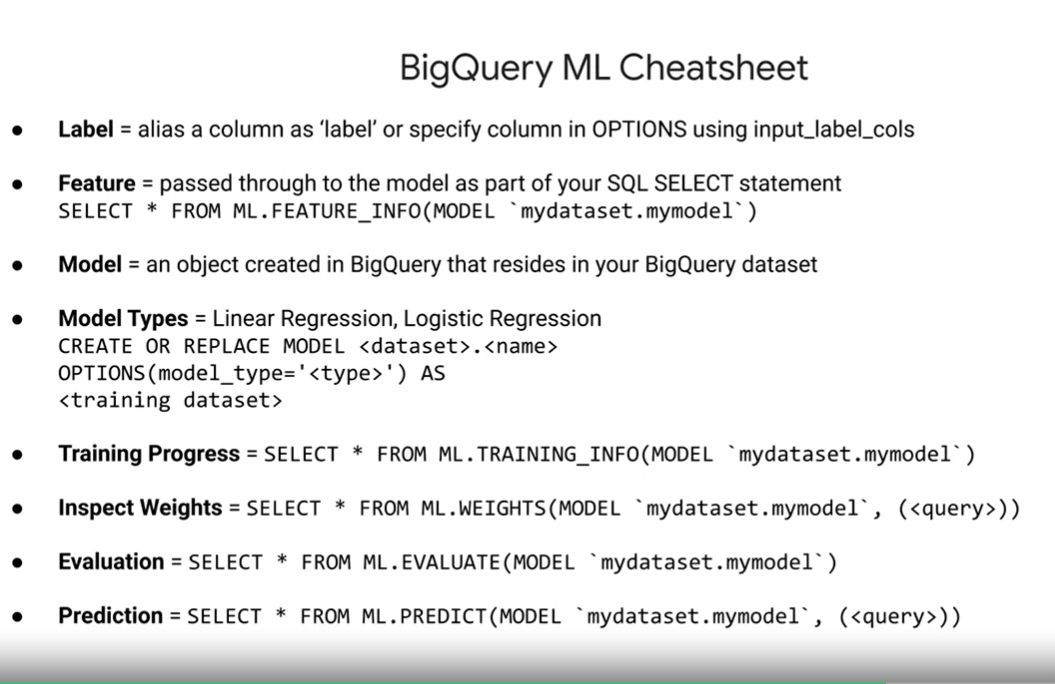 BigQuery ML Cheatsheet
● Label = alias a column as ‘label’ or specify column in OPTIONS using input_label_cols
● Feature = passed through to the model as part of your SQL SELECT statement
SELECT * FROM ML.FEATURE_INFO(MODEL `mydataset.mymodel`)
● Model = an object created in BigQuery that resides in your BigQuery dataset
● Model Types = Linear Regression, Logistic Regression
CREATE OR REPLACE MODEL <dataset>.<name>
OPTIONS(model_type='<type>') AS
<training dataset>
● Training Progress = SELECT * FROM ML.TRAINING_INFO(MODEL `mydataset.mymodel`)
● Inspect Weights = SELECT * FROM ML.WEIGHTS(MODEL `mydataset.mymodel`, (<query>))
● Evaluation = SELECT * FROM ML.EVALUATE(MODEL `mydataset.mymodel`)
● Prediction = SELECT * FROM ML.PREDICT(MODEL `mydataset.mymodel`, (<query>))